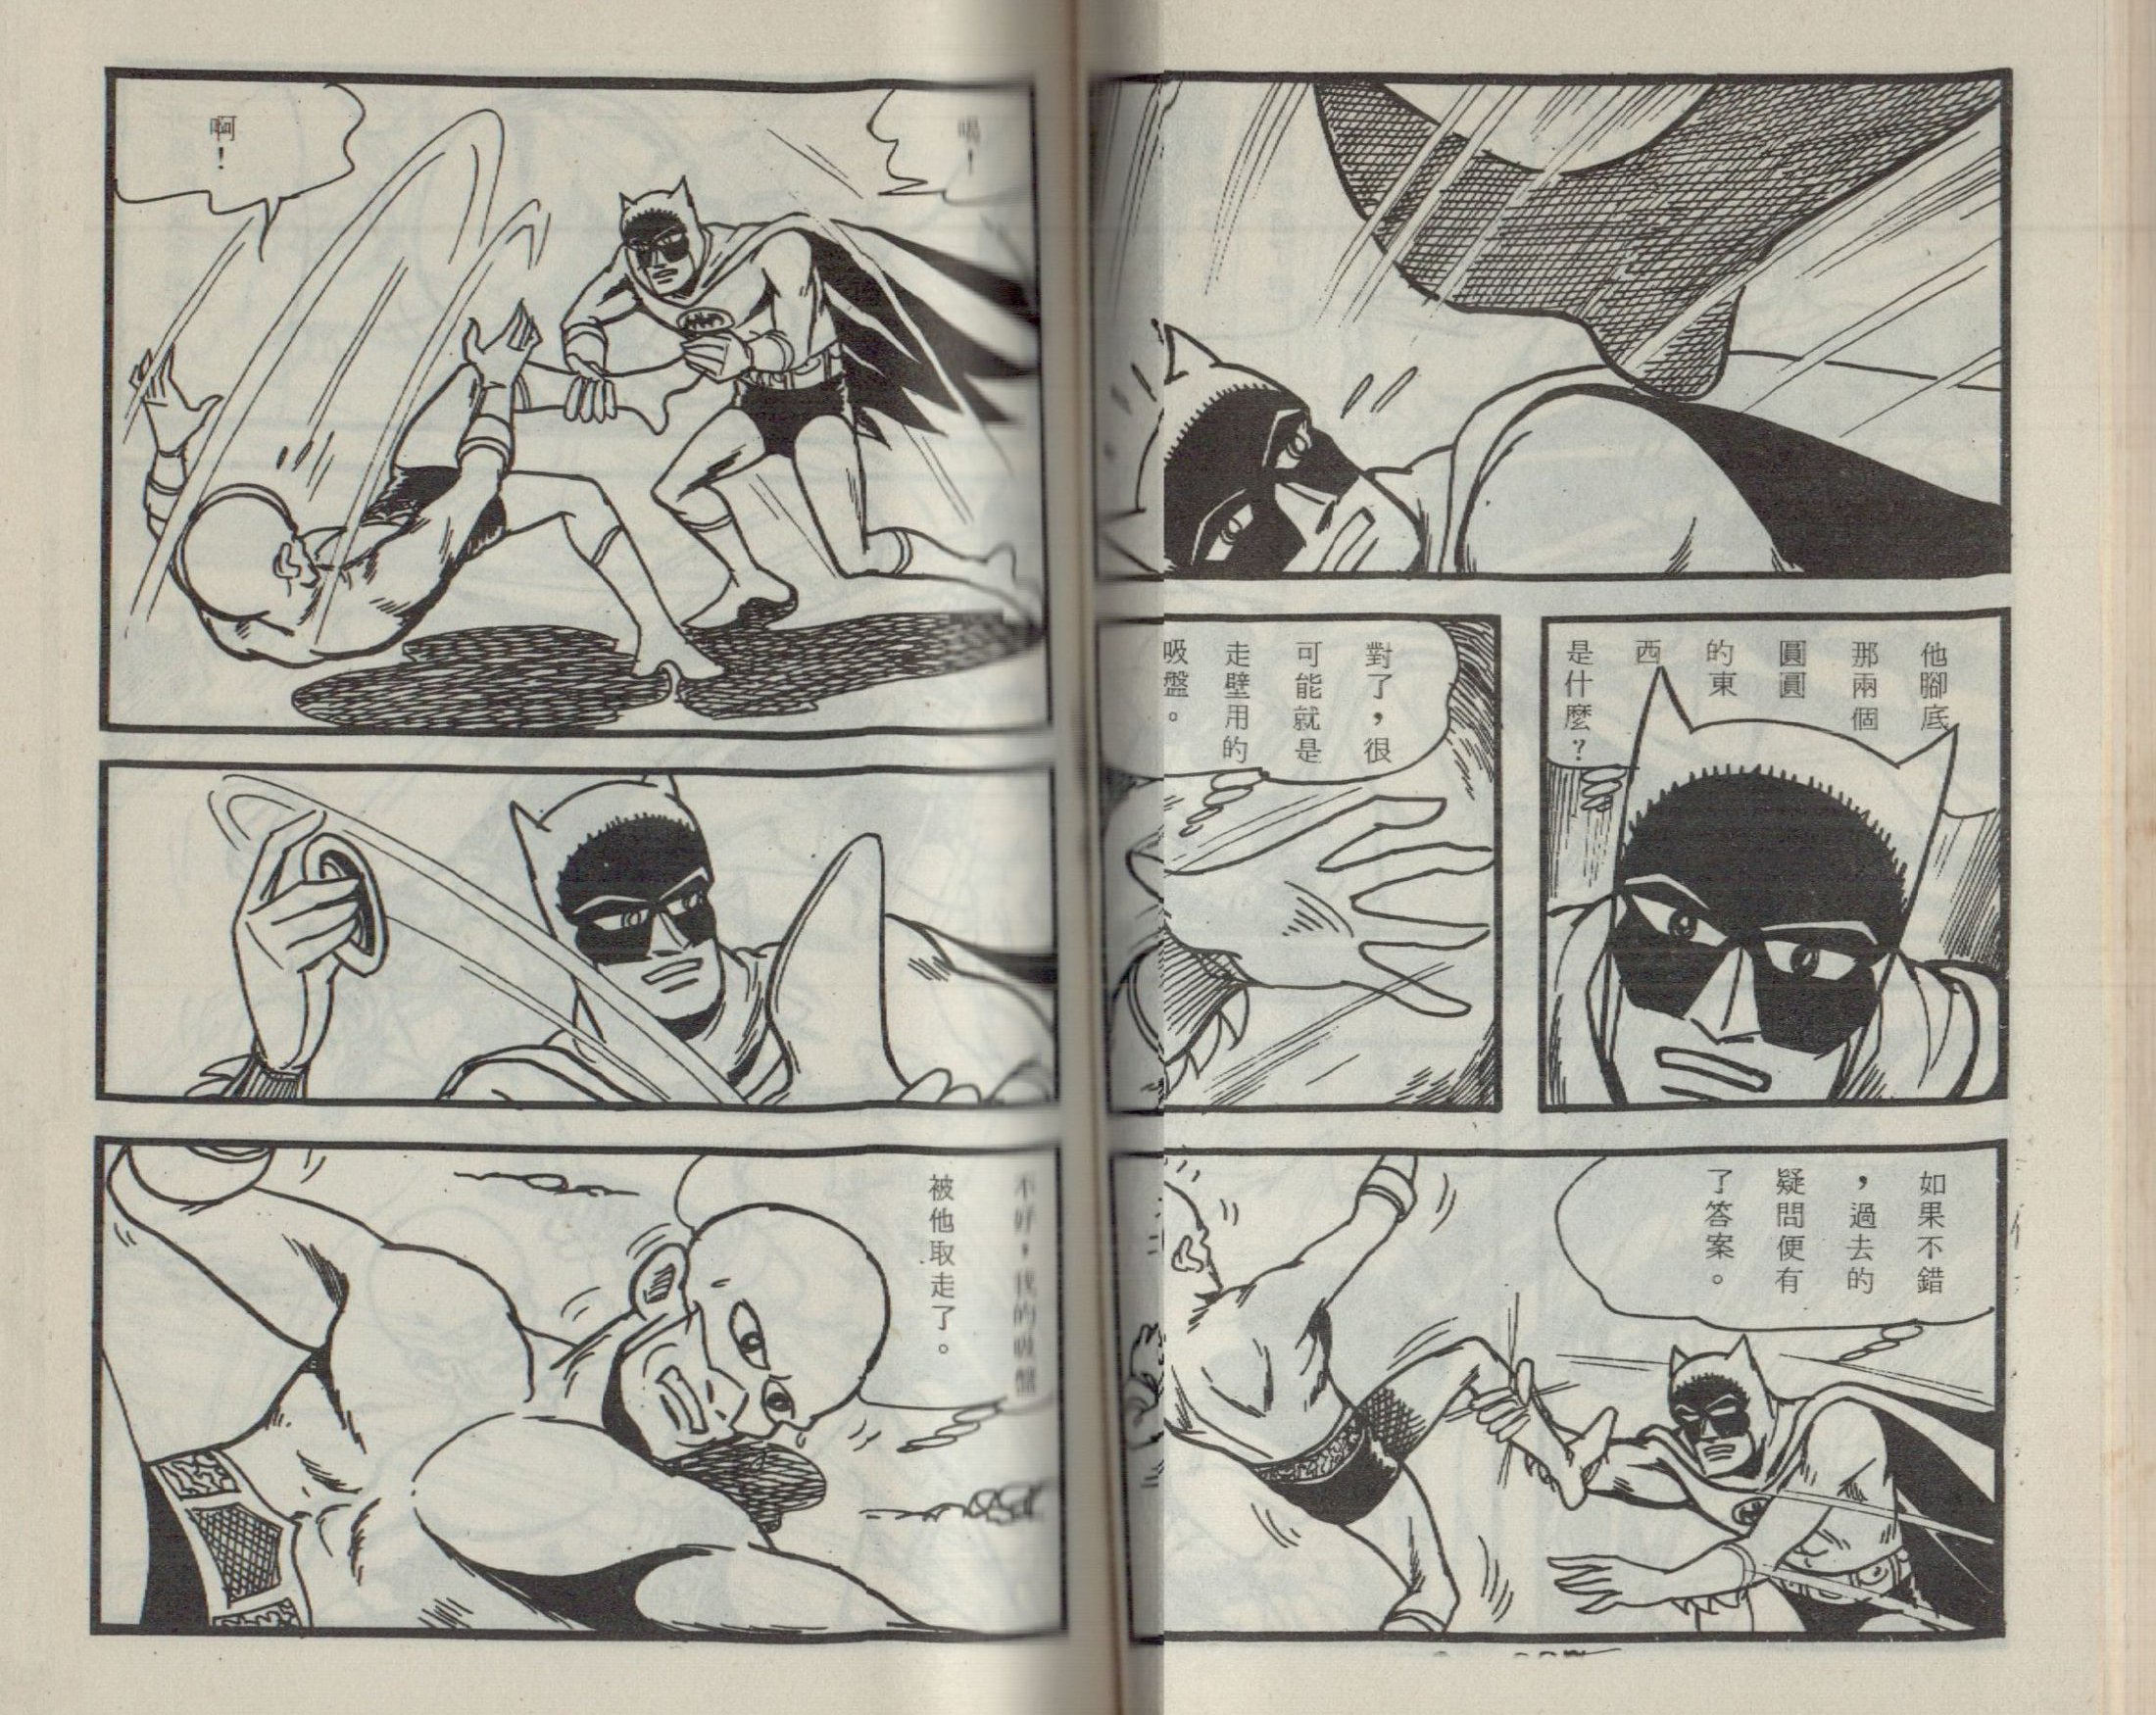 他腳底
那兩個
圓圓
的東
西
是什麼？
對了，很
可能就是
走壁用的
吸盤。
如果不錯
，過去的
疑問便有
了答案。
喝！
啊！
不好，我的吸盤
被他取走了。